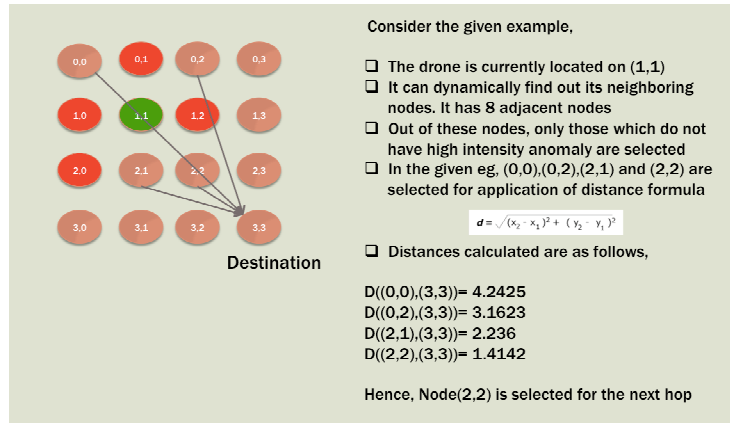 Consider the given example,
0,0 0,1 0,2 0,3
The drone is currently located on (1,1)
It can dynamically find out its neighboring
nodes. It has 8 adjacent nodes
1,0 1,1 1,2 1,3
Out of these nodes, only those which do not
have high intensity anomaly are selected
2,0 2,1 2,2 2,3
In the given eg, (0,0),(0,2),(2,1) and (2,2) are
selected for application of distance formula
3,0 3,1 3,2 3,3
d = √(x₂ - x₁)² + (y₂ - y₁)²
Destination
Distances calculated are as follows,
D((0,0),(3,3))= 4.2425
D((0,2),(3,3))= 3.1623
D((2,1),(3,3))= 2.236
D((2,2),(3,3))= 1.4142
Hence, Node(2,2) is selected for the next hop